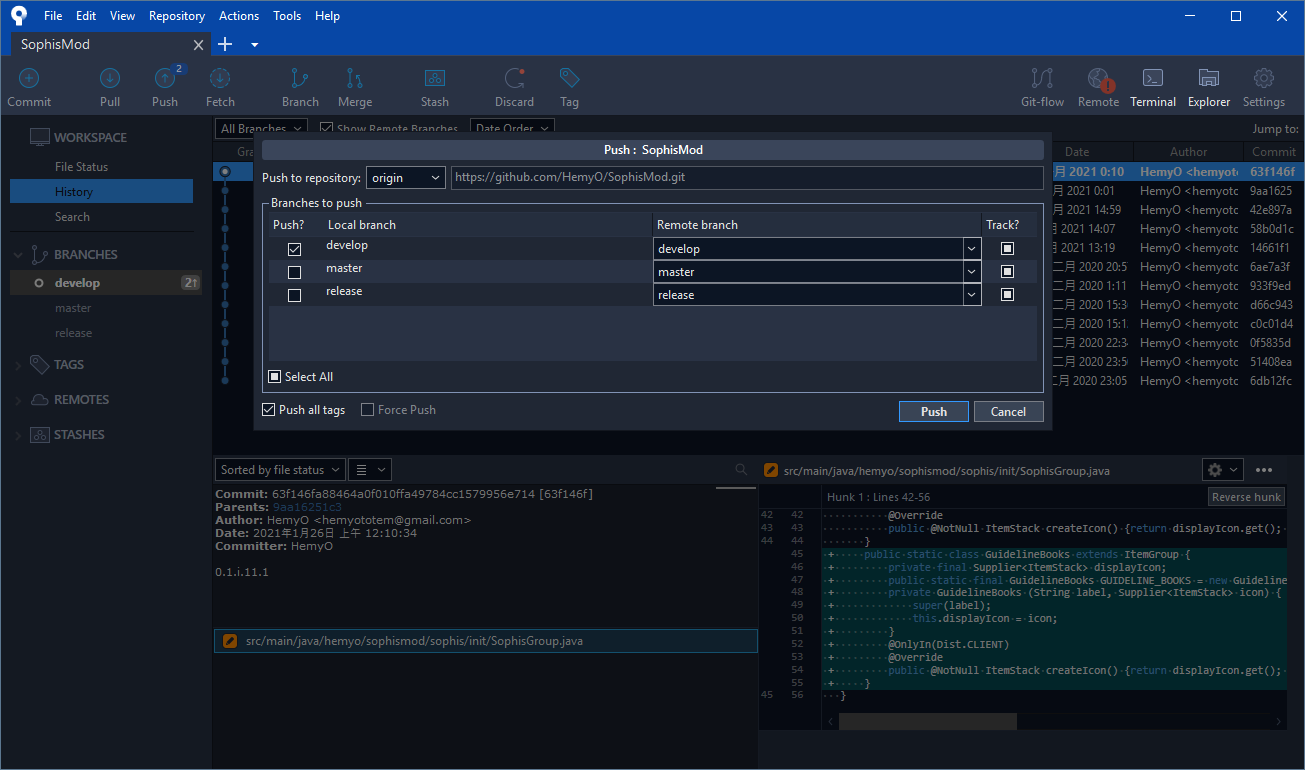 File Edit View Repository Actions Tools Help
SophisMod
2
Commit Pull Push Fetch Branch Merge Stash Discard Tag Git-flow Remote Terminal Explorer Settings
WORKSPACE
File Status
History
Search
BRANCHES
develop 2↑
master
release
TAGS
REMOTES
STASHES
All Branches Show Remote Branches Date Order Jump to:
Date Author Commit
月 2021 0:10 HemyO <hemyotc 63f146f
月 2021 0:01 HemyO <hemyotc 9aa1625
月 2021 14:59 HemyO <hemyotc 42e897a
月 2021 14:07 HemyO <hemyotc 58b0d1c
月 2021 13:19 HemyO <hemyotc 14661f1
二月 2020 20:5 HemyO <hemyotc 6ae7a3f
二月 2020 1:11 HemyO <hemyotc 933f9ed
二月 2020 15:3 HemyO <hemyotc d66c943
二月 2020 15:1 HemyO <hemyotc c0c01d4
二月 2020 22:3 HemyO <hemyotc 0f5835d
二月 2020 23:5 HemyO <hemyotc 51408ea
二月 2020 23:05 HemyO <hemyotc 6db12fc
Push : SophisMod
Push to repository: origin https://github.com/HemyO/SophisMod.git
Branches to push
Push? Local branch Remote branch Track?
develop develop
master master
release release
Select All
Push all tags Force Push Push Cancel
Sorted by file status
Commit: 63f146fa88464a0f010ffa49784cc1579956e714 [63f146f]
Parents: 9aa16251c3
Author: HemyO <hemyototem@gmail.com>
Date: 2021年1月26日 上午 12:10:34
Committer: HemyO
0.1.i.11.1
src/main/java/hemyo/sophismod/sophis/init/SophisGroup.java
src/main/java/hemyo/sophismod/sophis/init/SophisGroup.java
Hunk 1 : Lines 42-56 Reverse hunk
42 42 @Override
43 43 public @NotNull ItemStack createIcon() {return displayIcon.get();
44 44 }
45 + public static class GuidelineBooks extends ItemGroup {
46 + private final Supplier<ItemStack> displayIcon;
47 + public static final GuidelineBooks GUIDELINE_BOOKS = new Guideline
48 + private GuidelineBooks (String label, Supplier<ItemStack> icon) {
49 + super(label);
50 + this.displayIcon = icon;
51 + }
52 + @OnlyIn(Dist.CLIENT)
53 + @Override
54 + public @NotNull ItemStack createIcon() {return displayIcon.get();
55 + }
45 56 }